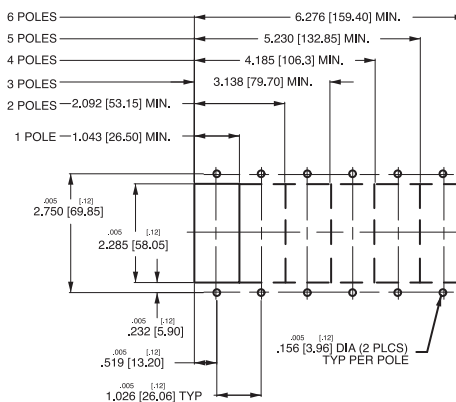 6 POLES 6.276 [159.40] MIN.
5 POLES 5.230 [132.85] MIN.
4 POLES 4.185 [106.3] MIN.
3 POLES 3.138 [79.70] MIN.
2 POLES 2.092 [53.15] MIN.
1 POLE 1.043 [26.50] MIN.
.005 [.12]
2.750 [69.85]
.005 [.12]
2.285 [58.05]
.005 [.12]
.232 [5.90]
.005 [.12]
.156 [3.96] DIA (2 PLCS)
TYP PER POLE
.005 [.12]
.519 [13.20]
.005 [.12]
1.026 [26.06] TYP